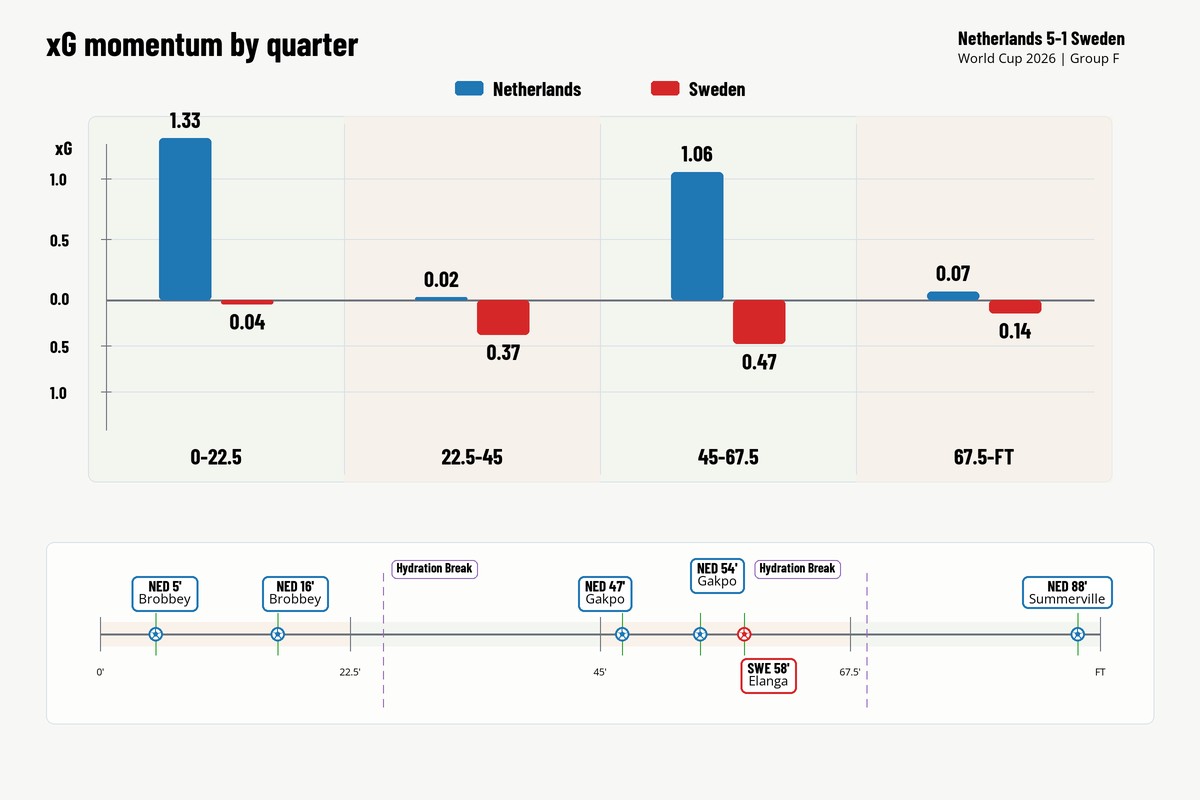 xG momentum by quarter
Netherlands 5-1 Sweden
World Cup 2026 | Group F
Netherlands
Sweden
xG
1.0
0.5
0.0
0.5
1.0
1.33
0.04
0.02
0.37
1.06
0.47
0.07
0.14
0-22.5
22.5-45
45-67.5
67.5-FT
NED 5'
Brobbey
NED 16'
Brobbey
Hydration Break
NED 47'
Gakpo
NED 54'
Gakpo
Hydration Break
NED 88'
Summerville
SWE 58'
Elanga
0'
22.5'
45'
67.5'
FT